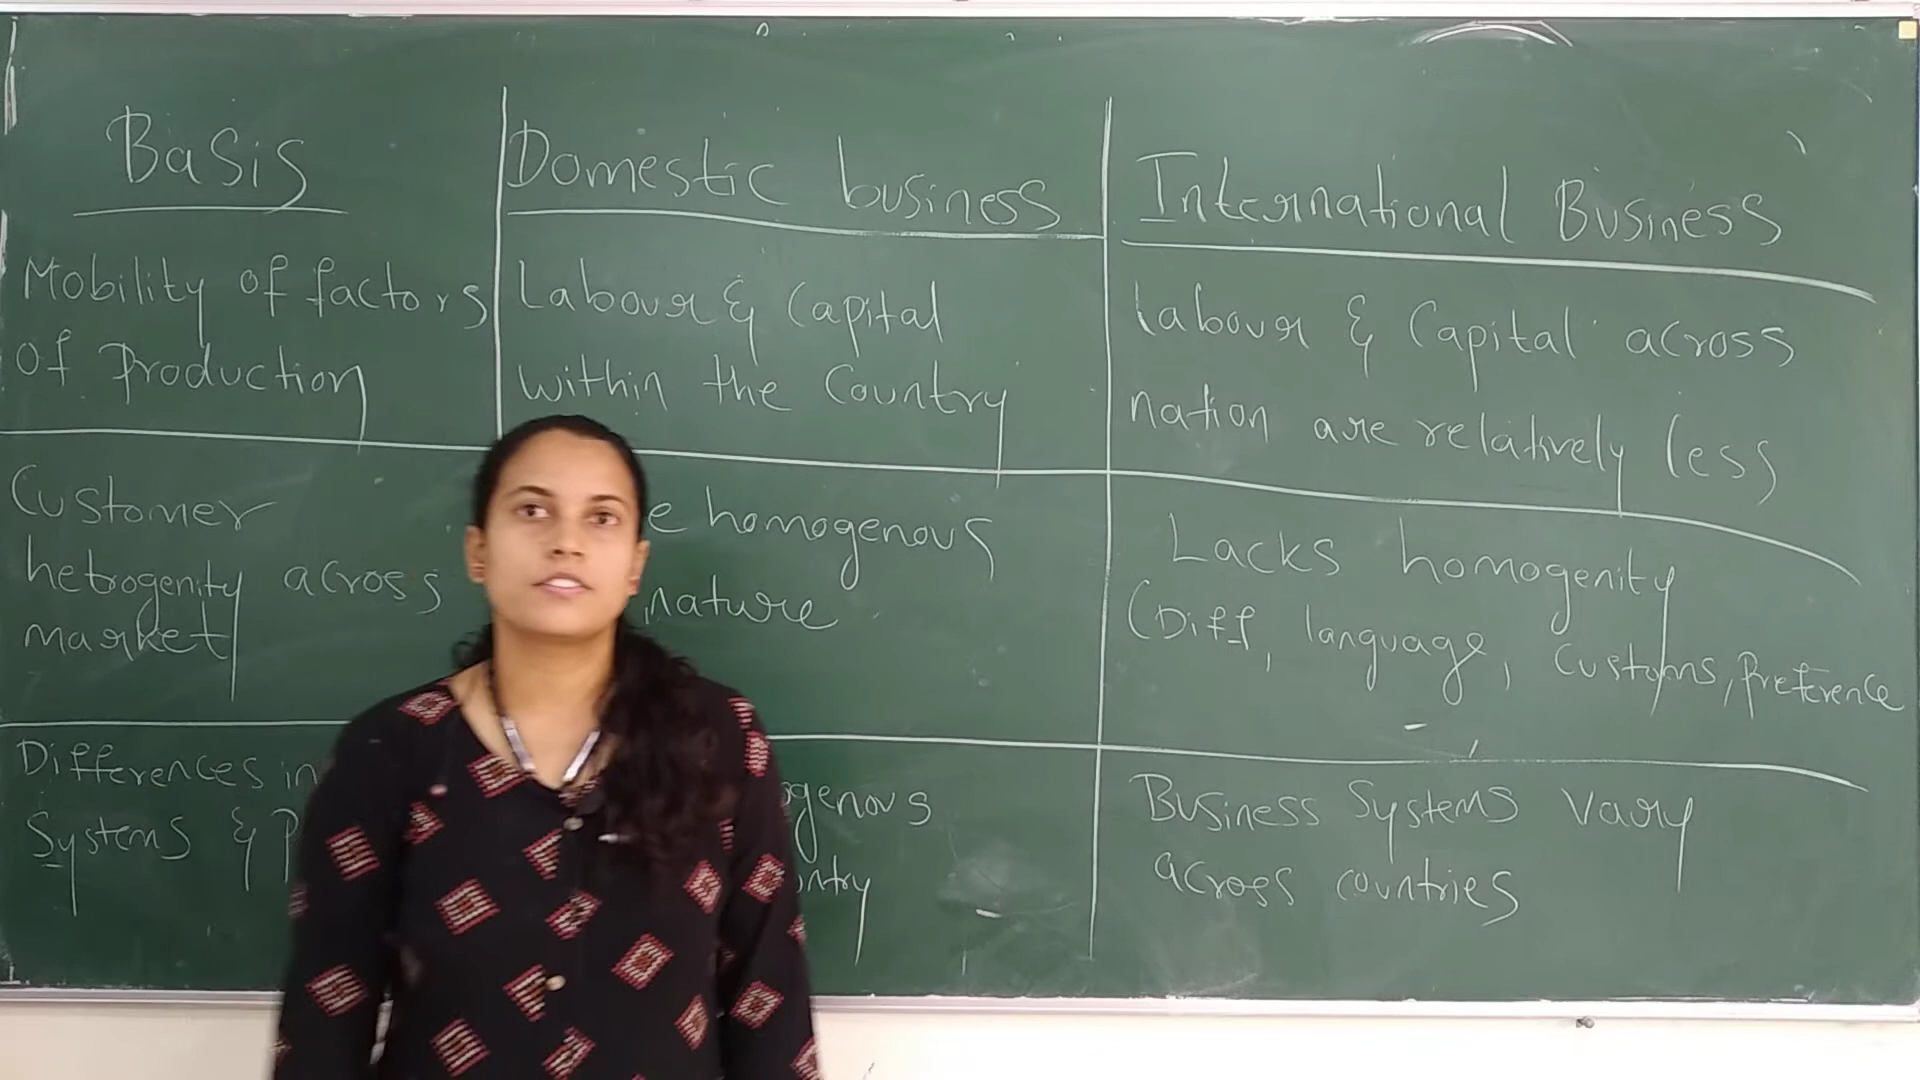 Basis
Domestic business
International Business
Mobility of factors
of Production
Labour & Capital
within the Country
labour & Capital across
nation are relatively less
Customer
hetrogenity across
market
homogenous
nature
Lacks homogenity
(Diff, language, customs, preference
Differences in
Systems &
Business Systems vary
across countries